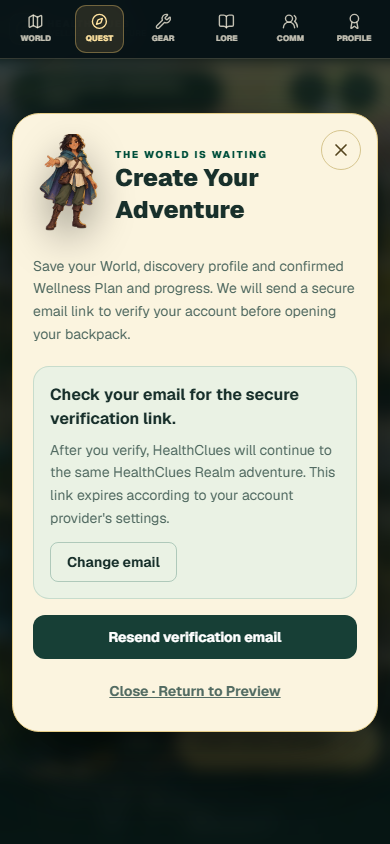 WORLD
QUEST
GEAR
LORE
COMM
PROFILE
THE WORLD IS WAITING
Create Your
Adventure
Save your World, discovery profile and confirmed
Wellness Plan and progress. We will send a secure
email link to verify your account before opening
your backpack.
Check your email for the secure
verification link.
After you verify, HealthClues will continue to
the same HealthClues Realm adventure. This
link expires according to your account
provider's settings.
Change email
Resend verification email
Close · Return to Preview